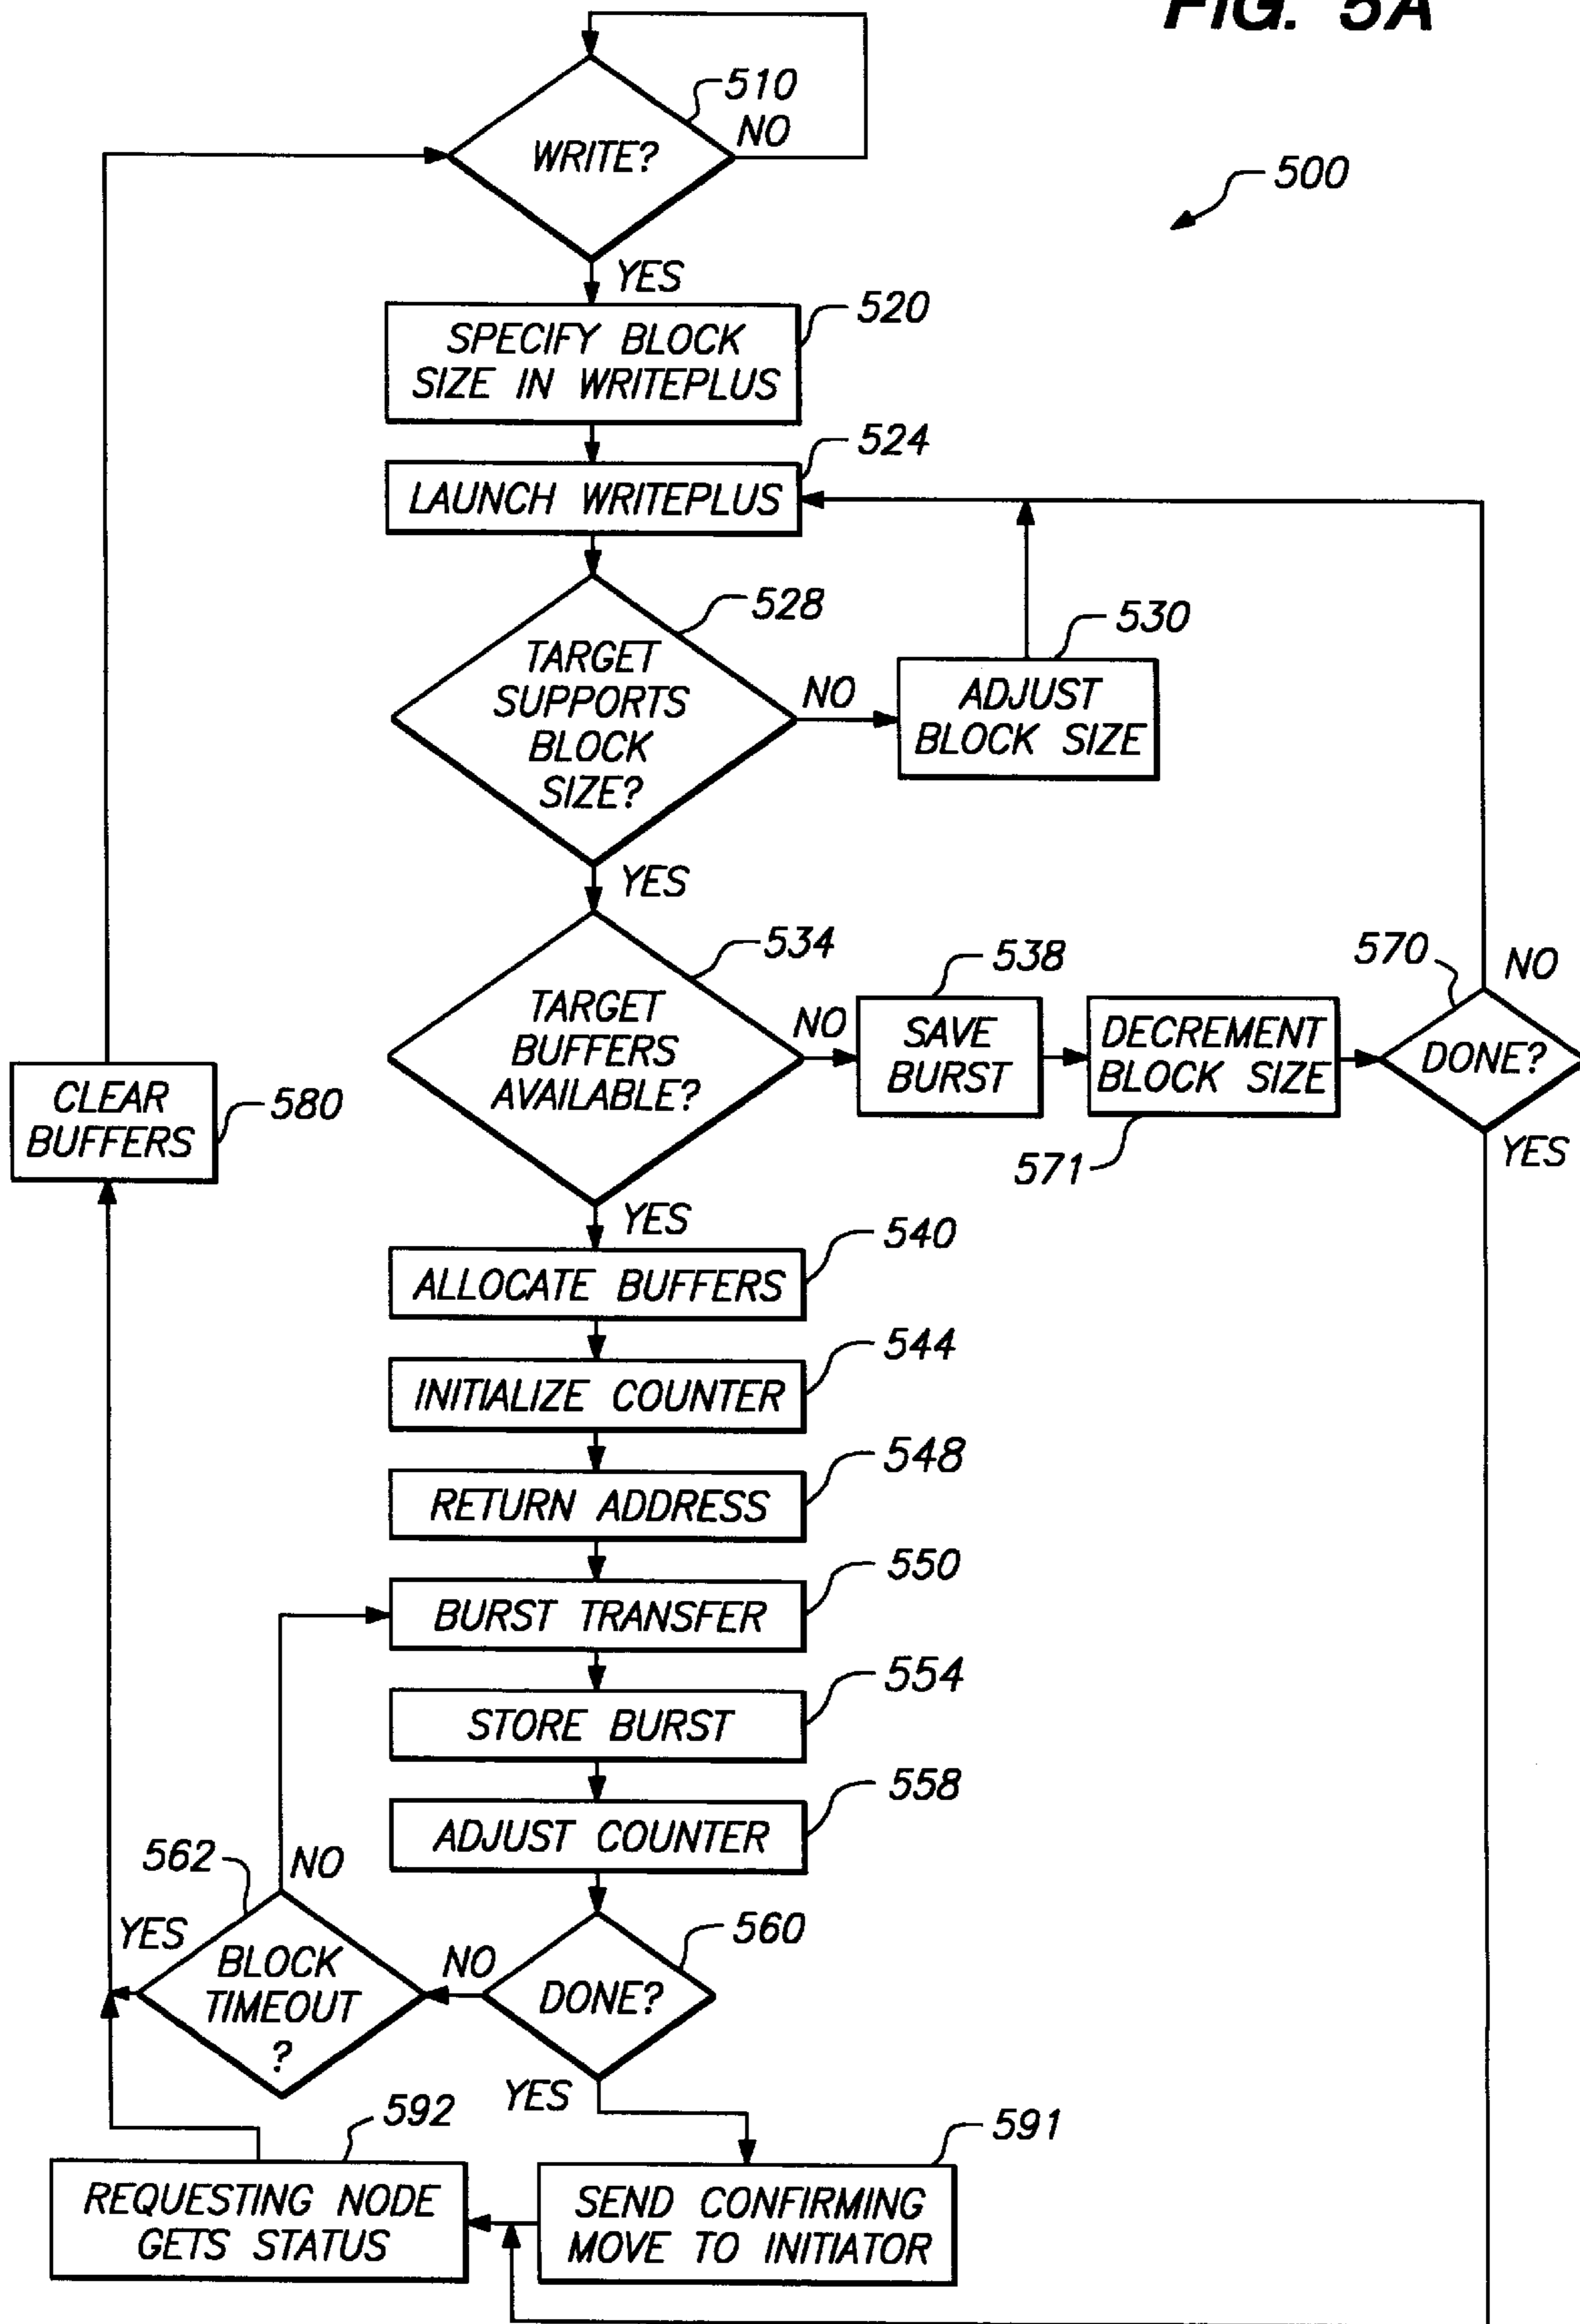 FIG. 5A
510
NO
WRITE?
500
YES
520
SPECIFY BLOCK
SIZE IN WRITEPLUS
524
LAUNCH WRITEPLUS
528
TARGET
SUPPORTS
BLOCK
SIZE?
NO
530
ADJUST
BLOCK SIZE
YES
534
TARGET
BUFFERS
AVAILABLE?
NO
538
SAVE
BURST
DECREMENT
BLOCK SIZE
571
570
NO
DONE?
YES
CLEAR
BUFFERS
580
YES
540
ALLOCATE BUFFERS
544
INITIALIZE COUNTER
548
RETURN ADDRESS
550
BURST TRANSFER
554
STORE BURST
558
ADJUST COUNTER
562
NO
YES
BLOCK
TIMEOUT
?
NO
560
DONE?
YES
592
REQUESTING NODE
GETS STATUS
591
SEND CONFIRMING
MOVE TO INITIATOR